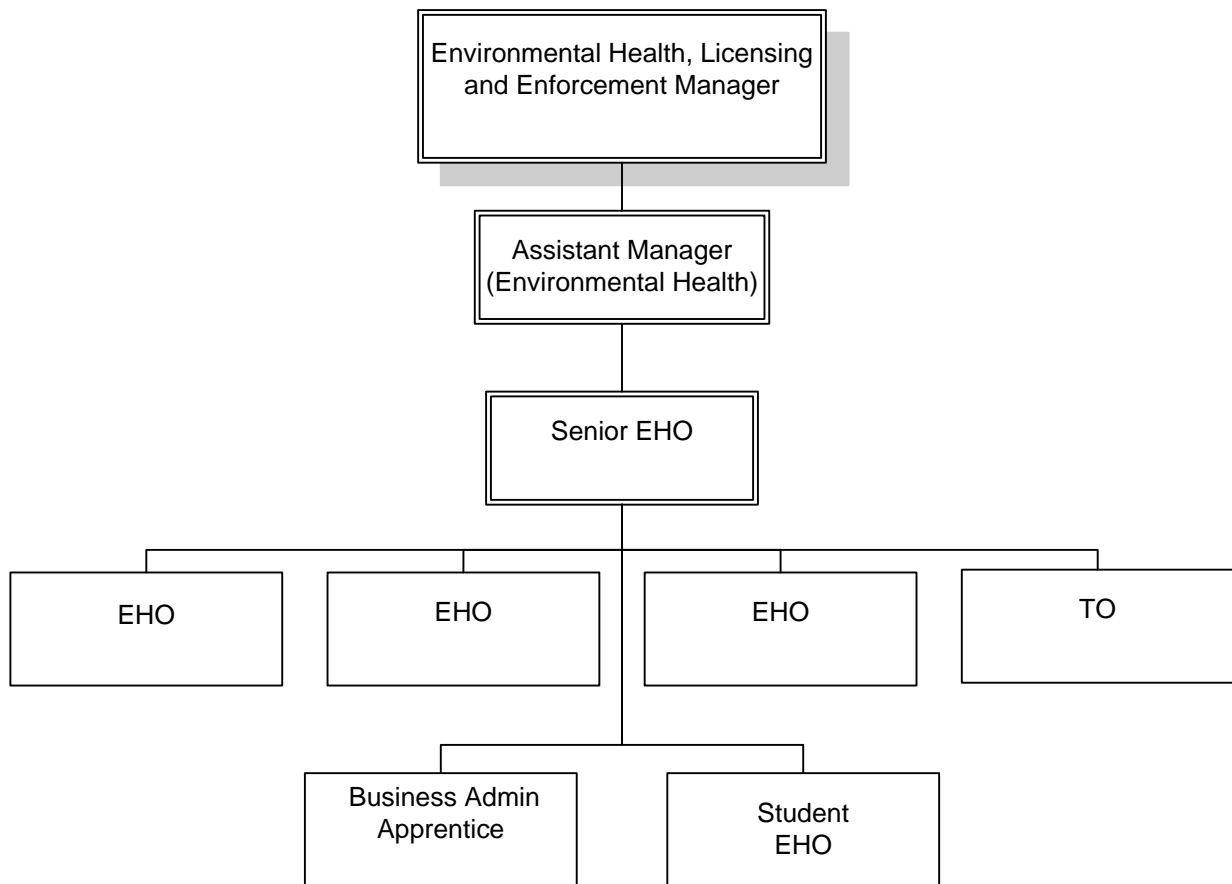 Environmental Health, Licensing
and Enforcement Manager
Assistant Manager
(Environmental Health)
Senior EHO
EHO
EHO
EHO
TO
Business Admin
Apprentice
Student
EHO